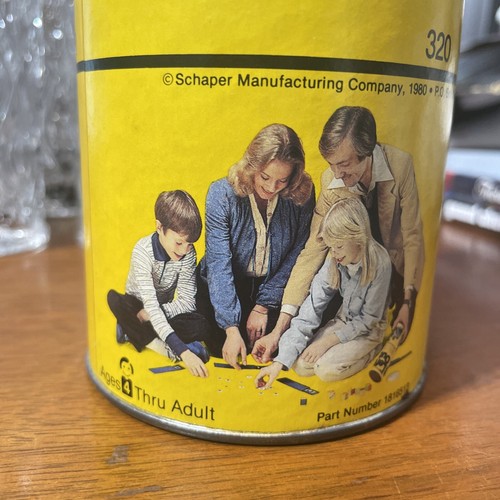 320
©Schaper Manufacturing Company, 1980 • P.O.
Ages 4 Thru Adult
Part Number